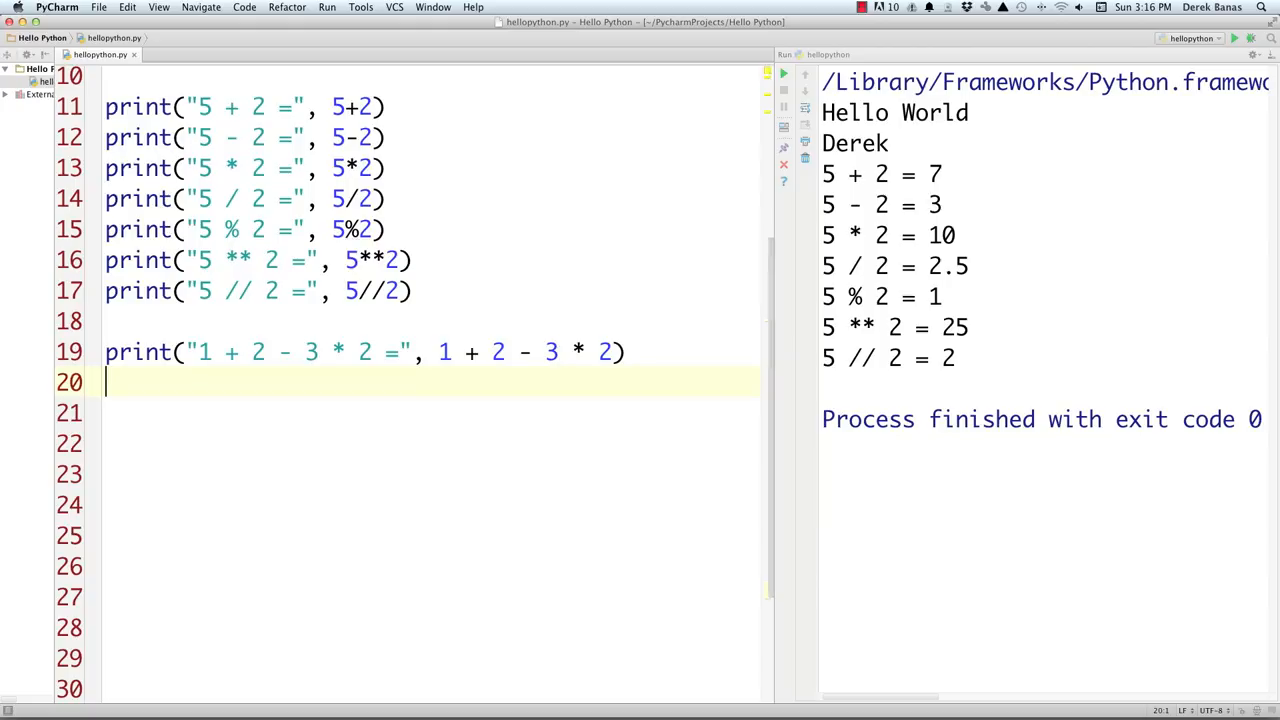 PyCharm File Edit View Navigate Code Refactor Run Tools VCS Window Help 10 Sun 3:16 PM Derek Banas
hellopython.py - Hello Python - [~/PycharmProjects/Hello Python]
Hello Python hellopython.py hellopython
hellopython.py Run hellopython
Hello P
hell
Externa
10
11 print("5 + 2 =", 5+2)
12 print("5 - 2 =", 5-2)
13 print("5 * 2 =", 5*2)
14 print("5 / 2 =", 5/2)
15 print("5 % 2 =", 5%2)
16 print("5 ** 2 =", 5**2)
17 print("5 // 2 =", 5//2)
18
19 print("1 + 2 - 3 * 2 =", 1 + 2 - 3 * 2)
20
21
22
23
24
25
26
27
28
29
30
/Library/Frameworks/Python.framewo
Hello World
Derek
5 + 2 = 7
5 - 2 = 3
5 * 2 = 10
5 / 2 = 2.5
5 % 2 = 1
5 ** 2 = 25
5 // 2 = 2
Process finished with exit code 0
20:1 LF UTF-8